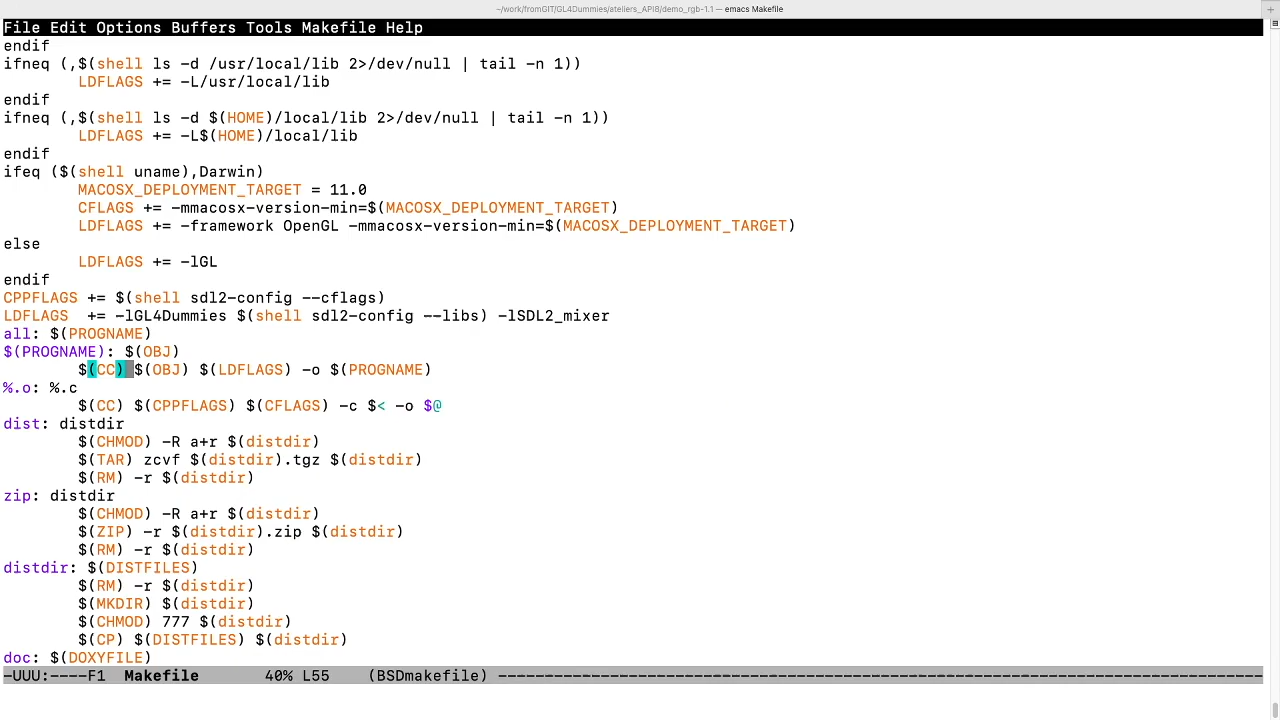 ~/work/fromGIT/GL4Dummies/ateliers_API8/demo_rgb-1.1 — emacs Makefile
File Edit Options Buffers Tools Makefile Help
endif
ifneq (,$(shell ls -d /usr/local/lib 2>/dev/null | tail -n 1))
        LDFLAGS += -L/usr/local/lib
endif
ifneq (,$(shell ls -d $(HOME)/local/lib 2>/dev/null | tail -n 1))
        LDFLAGS += -L$(HOME)/local/lib
endif
ifeq ($(shell uname),Darwin)
        MACOSX_DEPLOYMENT_TARGET = 11.0
        CFLAGS += -mmacosx-version-min=$(MACOSX_DEPLOYMENT_TARGET)
        LDFLAGS += -framework OpenGL -mmacosx-version-min=$(MACOSX_DEPLOYMENT_TARGET)
else
        LDFLAGS += -lGL
endif
CPPFLAGS += $(shell sdl2-config --cflags)
LDFLAGS  += -lGL4Dummies $(shell sdl2-config --libs) -lSDL2_mixer
all: $(PROGNAME)
$(PROGNAME): $(OBJ)
        $(CC) $(OBJ) $(LDFLAGS) -o $(PROGNAME)
%.o: %.c
        $(CC) $(CPPFLAGS) $(CFLAGS) -c $< -o $@
dist: distdir
        $(CHMOD) -R a+r $(distdir)
        $(TAR) zcvf $(distdir).tgz $(distdir)
        $(RM) -r $(distdir)
zip: distdir
        $(CHMOD) -R a+r $(distdir)
        $(ZIP) -r $(distdir).zip $(distdir)
        $(RM) -r $(distdir)
distdir: $(DISTFILES)
        $(RM) -r $(distdir)
        $(MKDIR) $(distdir)
        $(CHMOD) 777 $(distdir)
        $(CP) $(DISTFILES) $(distdir)
doc: $(DOXYFILE)
-UUU:----F1  Makefile       40% L55    (BSDmakefile) ------------------------------------------------------------------------------------